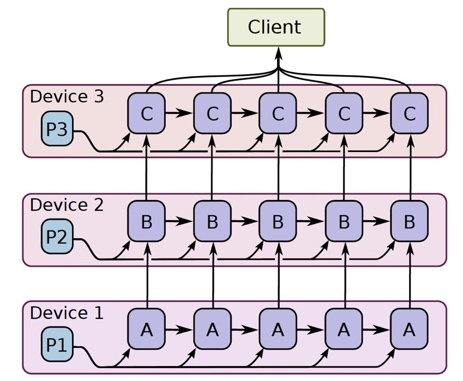 Client
Device 3
P3
C C C C C
Device 2
P2
B B B B B
Device 1
P1
A A A A A